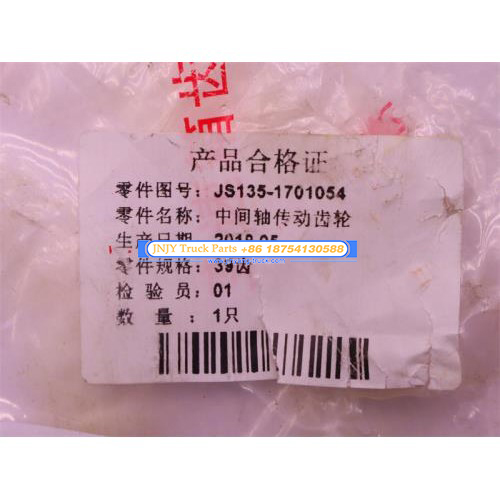 产品合格证
零件图号：JS135-1701054
零件名称：中间轴传动齿轮
生产日期
JNJY Truck Parts +86 18754130588
零件规格：39齿
检验员：01
数量：1只